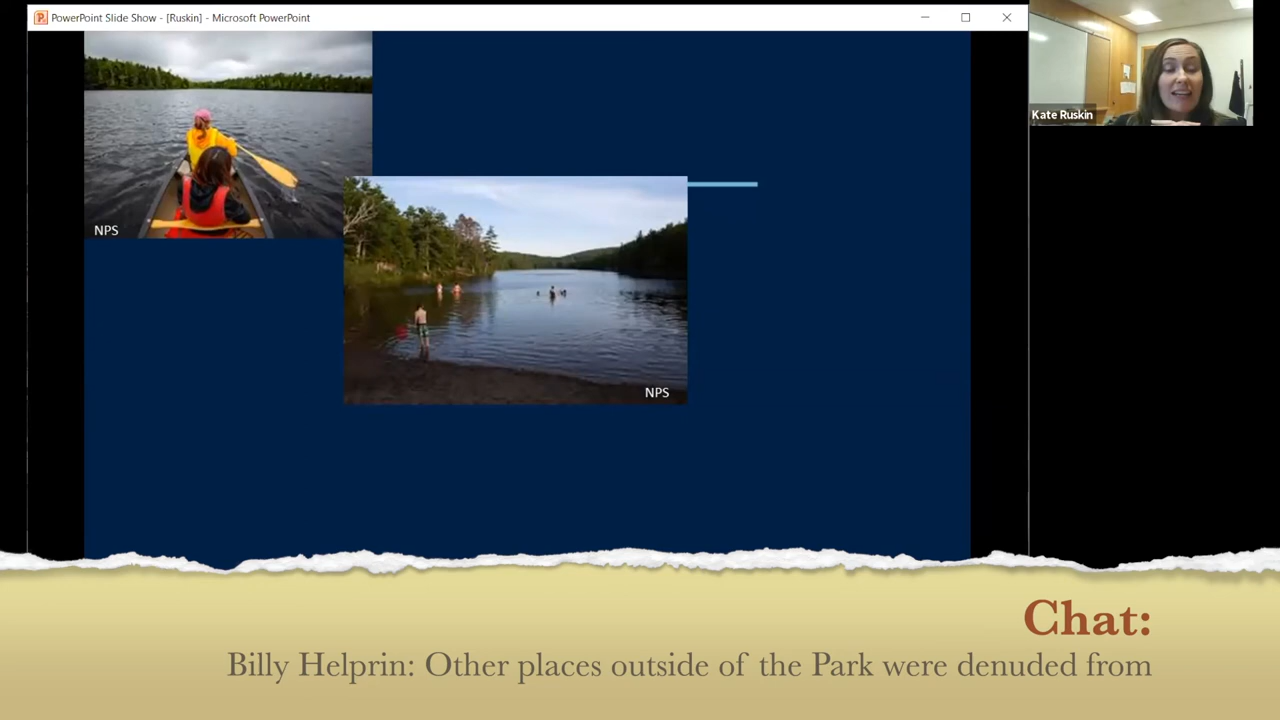 PowerPoint Slide Show - [Ruskin] - Microsoft PowerPoint
Kate Ruskin
NPS
NPS
Chat:
Billy Helprin: Other places outside of the Park were denuded from